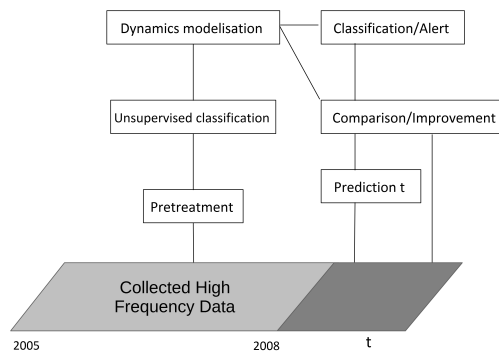 Dynamics modelisation
Classification/Alert
Unsupervised classification
Comparison/Improvement
Prediction t
Pretreatment
Collected High
Frequency Data
2005
2008
t